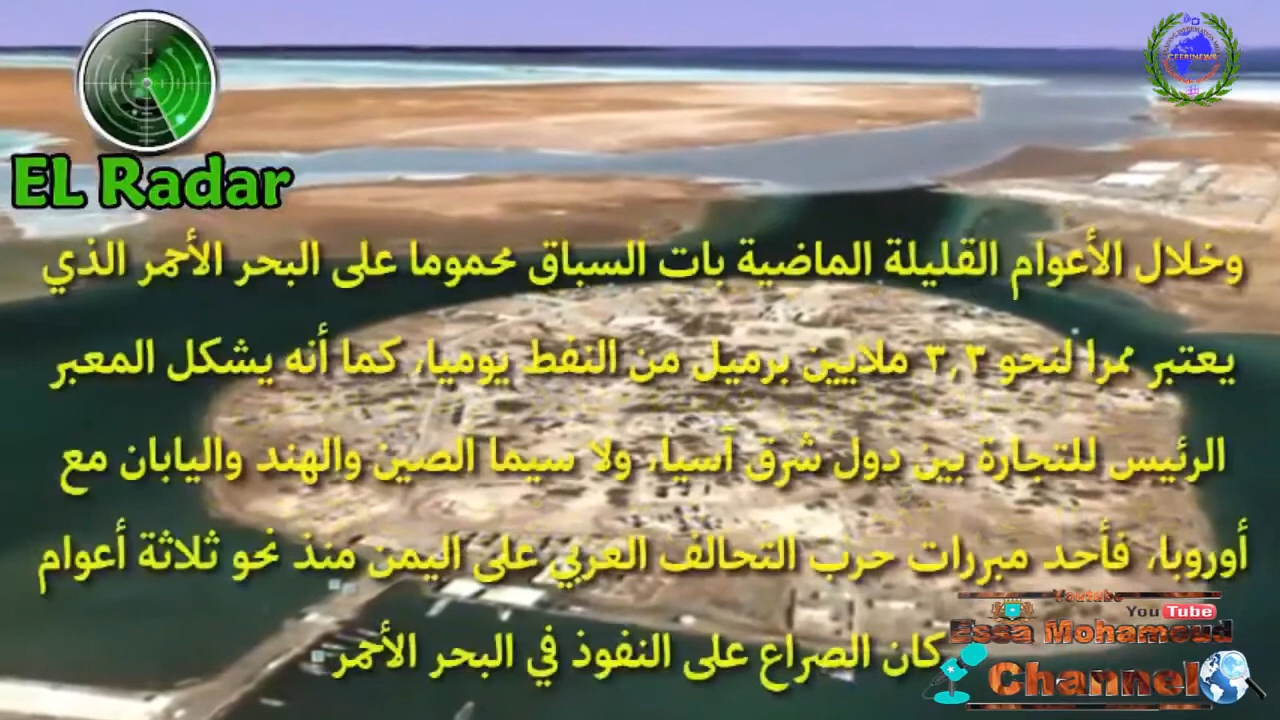 EL Radar
CEEBINEWS
وخلال الأعوام القليلة الماضية بات السباق محموما على البحر الأحمر الذي
يعتبر ممرا لنحو ٣٫٣ ملايين برميل من النفط يوميا، كما أنه يشكل المعبر
الرئيس للتجارة بين دول شرق آسيا، ولا سيما الصين والهند واليابان مع
أوروبا، فأحد مبررات حرب التحالف العربي على اليمن منذ نحو ثلاثة أعوام
كان الصراع على النفوذ في البحر الأحمر
Youtube
YouTube
Essa Mohamoud
Channel